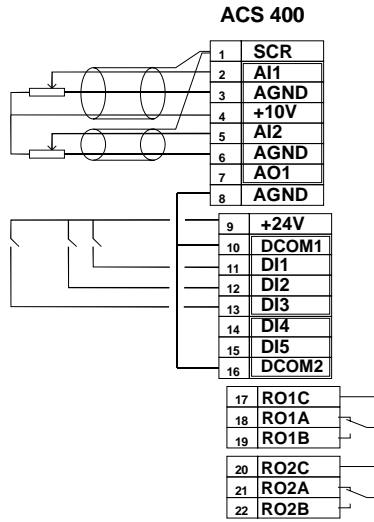 ACS 400
1 SCR
2 AI1
3 AGND
4 +10V
5 AI2
6 AGND
7 AO1
8 AGND
9 +24V
10 DCOM1
11 DI1
12 DI2
13 DI3
14 DI4
15 DI5
16 DCOM2
17 RO1C
18 RO1A
19 RO1B
20 RO2C
21 RO2A
22 RO2B